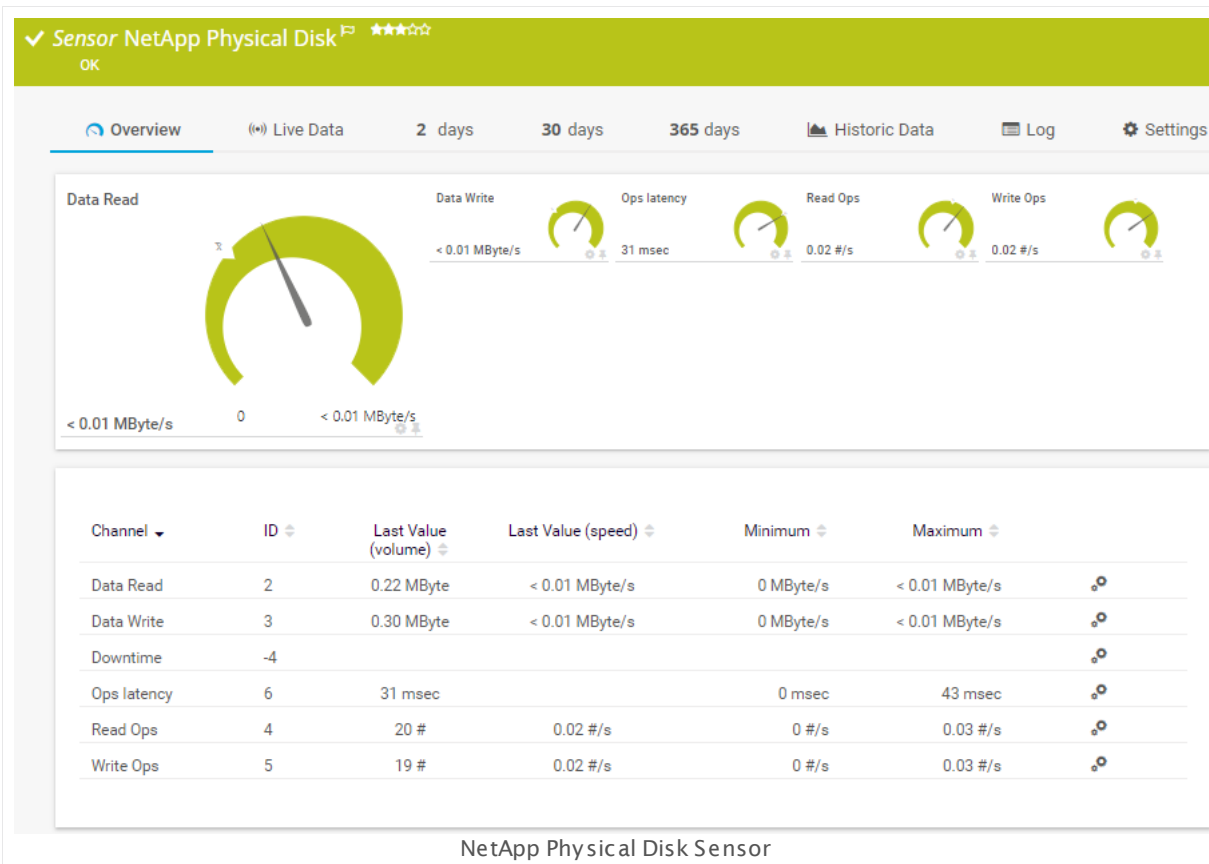 Sensor NetApp Physical Disk
OK
Overview Live Data 2 days 30 days 365 days Historic Data Log Settings
Data Read
< 0.01 MByte/s
0
< 0.01 MByte/s
Data Write
< 0.01 MByte/s
Ops latency
31 msec
Read Ops
0.02 #/s
Write Ops
0.02 #/s
Channel ID Last Value (volume) Last Value (speed) Minimum Maximum
Data Read 2 0.22 MByte < 0.01 MByte/s 0 MByte/s < 0.01 MByte/s
Data Write 3 0.30 MByte < 0.01 MByte/s 0 MByte/s < 0.01 MByte/s
Downtime -4
Ops latency 6 31 msec 0 msec 43 msec
Read Ops 4 20 # 0.02 #/s 0 #/s 0.03 #/s
Write Ops 5 19 # 0.02 #/s 0 #/s 0.03 #/s
NetApp Physical Disk Sensor